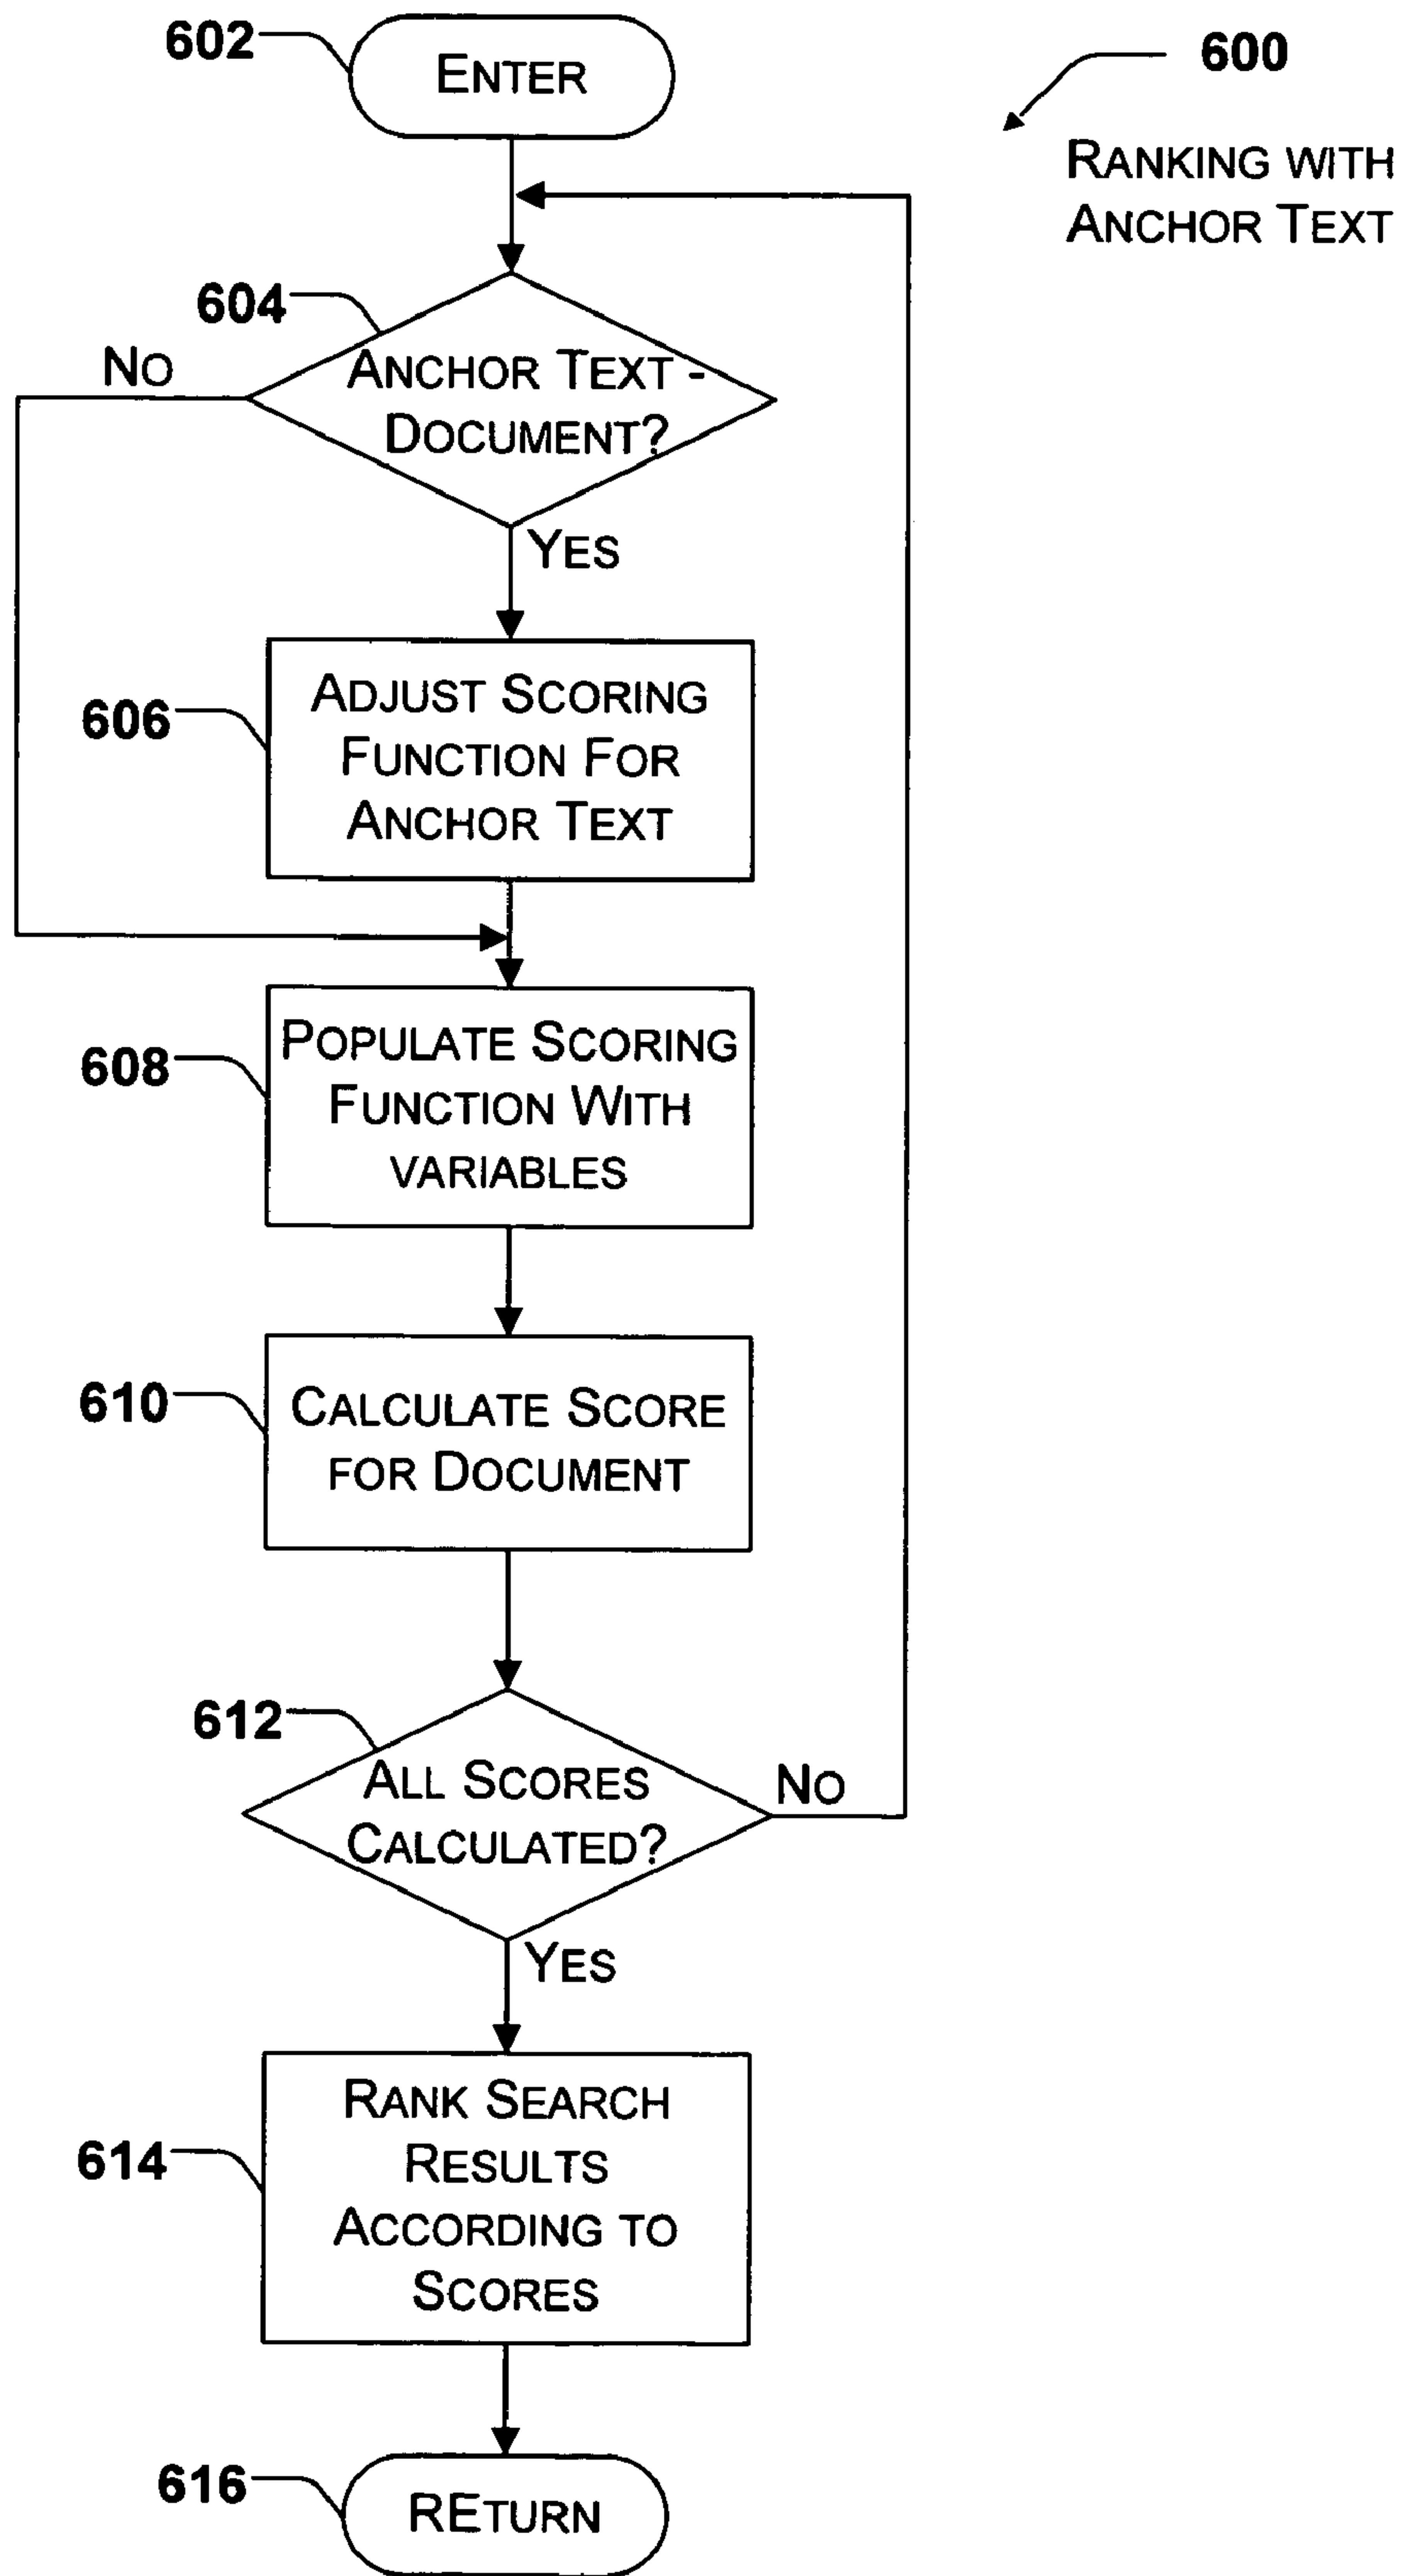 602
ENTER
600
RANKING WITH
ANCHOR TEXT
604
NO
ANCHOR TEXT -
DOCUMENT?
YES
606
ADJUST SCORING
FUNCTION FOR
ANCHOR TEXT
608
POPULATE SCORING
FUNCTION WITH
VARIABLES
610
CALCULATE SCORE
FOR DOCUMENT
612
ALL SCORES
CALCULATED?
NO
YES
614
RANK SEARCH
RESULTS
ACCORDING TO
SCORES
616
RETURN